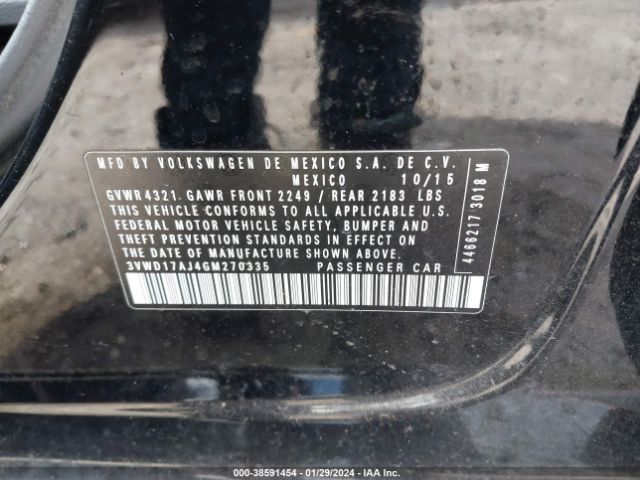 MFD BY VOLKSWAGEN DE MEXICO S.A. DE C.V.
MEXICO 10/15
GVWR 4321 GAWR FRONT 2249 / REAR 2183 LBS
THIS VEHICLE CONFORMS TO ALL APPLICABLE U.S.
FEDERAL MOTOR VEHICLE SAFETY, BUMPER AND
THEFT PREVENTION STANDARDS IN EFFECT ON
THE DATE OF MANUFACTURE SHOWN ABOVE.
3VWD17AJ4GM270335 PASSENGER CAR
4466217 3018 M
000 - 38591454 - 01/29/2024 - IAA Inc.